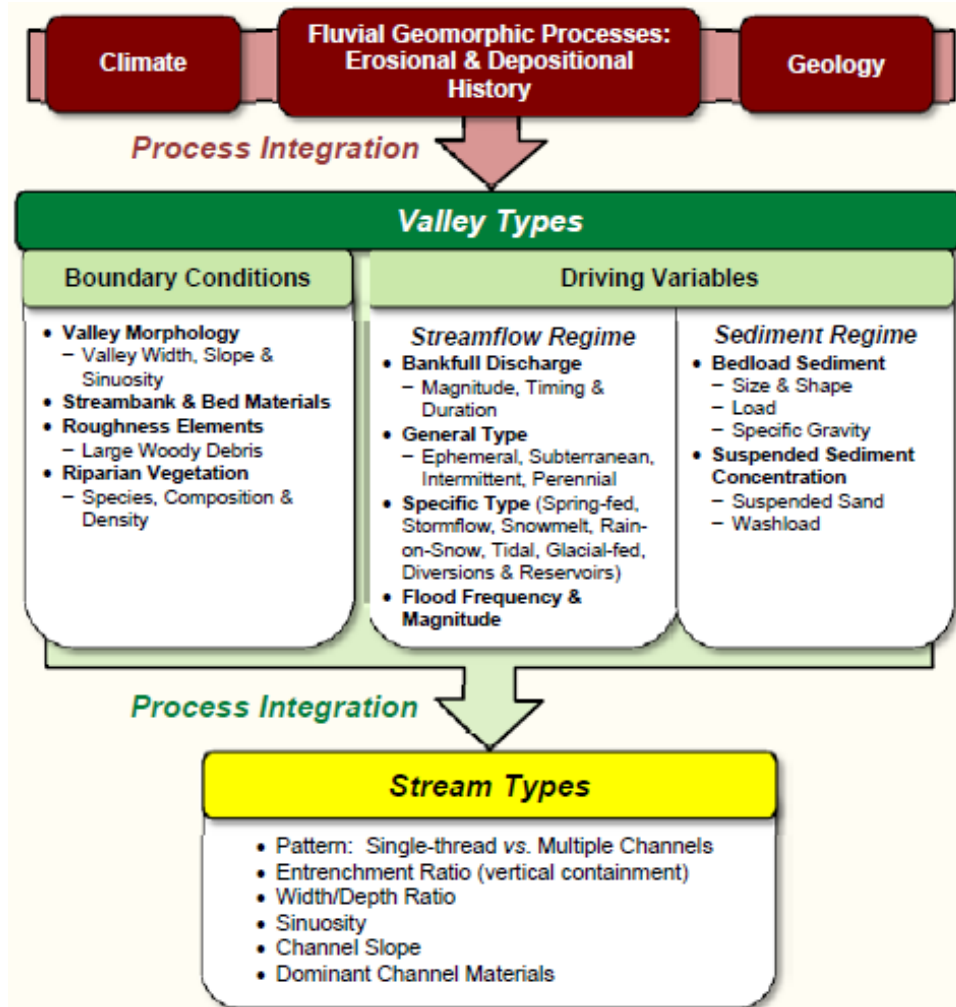 Climate
Fluvial Geomorphic Processes:
Erosional & Depositional
History
Geology
Process Integration
Valley Types
Boundary Conditions
• Valley Morphology
– Valley Width, Slope &
Sinuosity
• Streambank & Bed Materials
• Roughness Elements
– Large Woody Debris
• Riparian Vegetation
– Species, Composition &
Density
Driving Variables
Streamflow Regime
• Bankfull Discharge
– Magnitude, Timing &
Duration
• General Type
– Ephemeral, Subterranean,
Intermittent, Perennial
• Specific Type (Spring-fed,
Stormflow, Snowmelt, Rain-
on-Snow, Tidal, Glacial-fed,
Diversions & Reservoirs)
• Flood Frequency &
Magnitude
Sediment Regime
• Bedload Sediment
– Size & Shape
– Load
– Specific Gravity
• Suspended Sediment
Concentration
– Suspended Sand
– Washload
Process Integration
Stream Types
• Pattern: Single-thread vs. Multiple Channels
• Entrenchment Ratio (vertical containment)
• Width/Depth Ratio
• Sinuosity
• Channel Slope
• Dominant Channel Materials